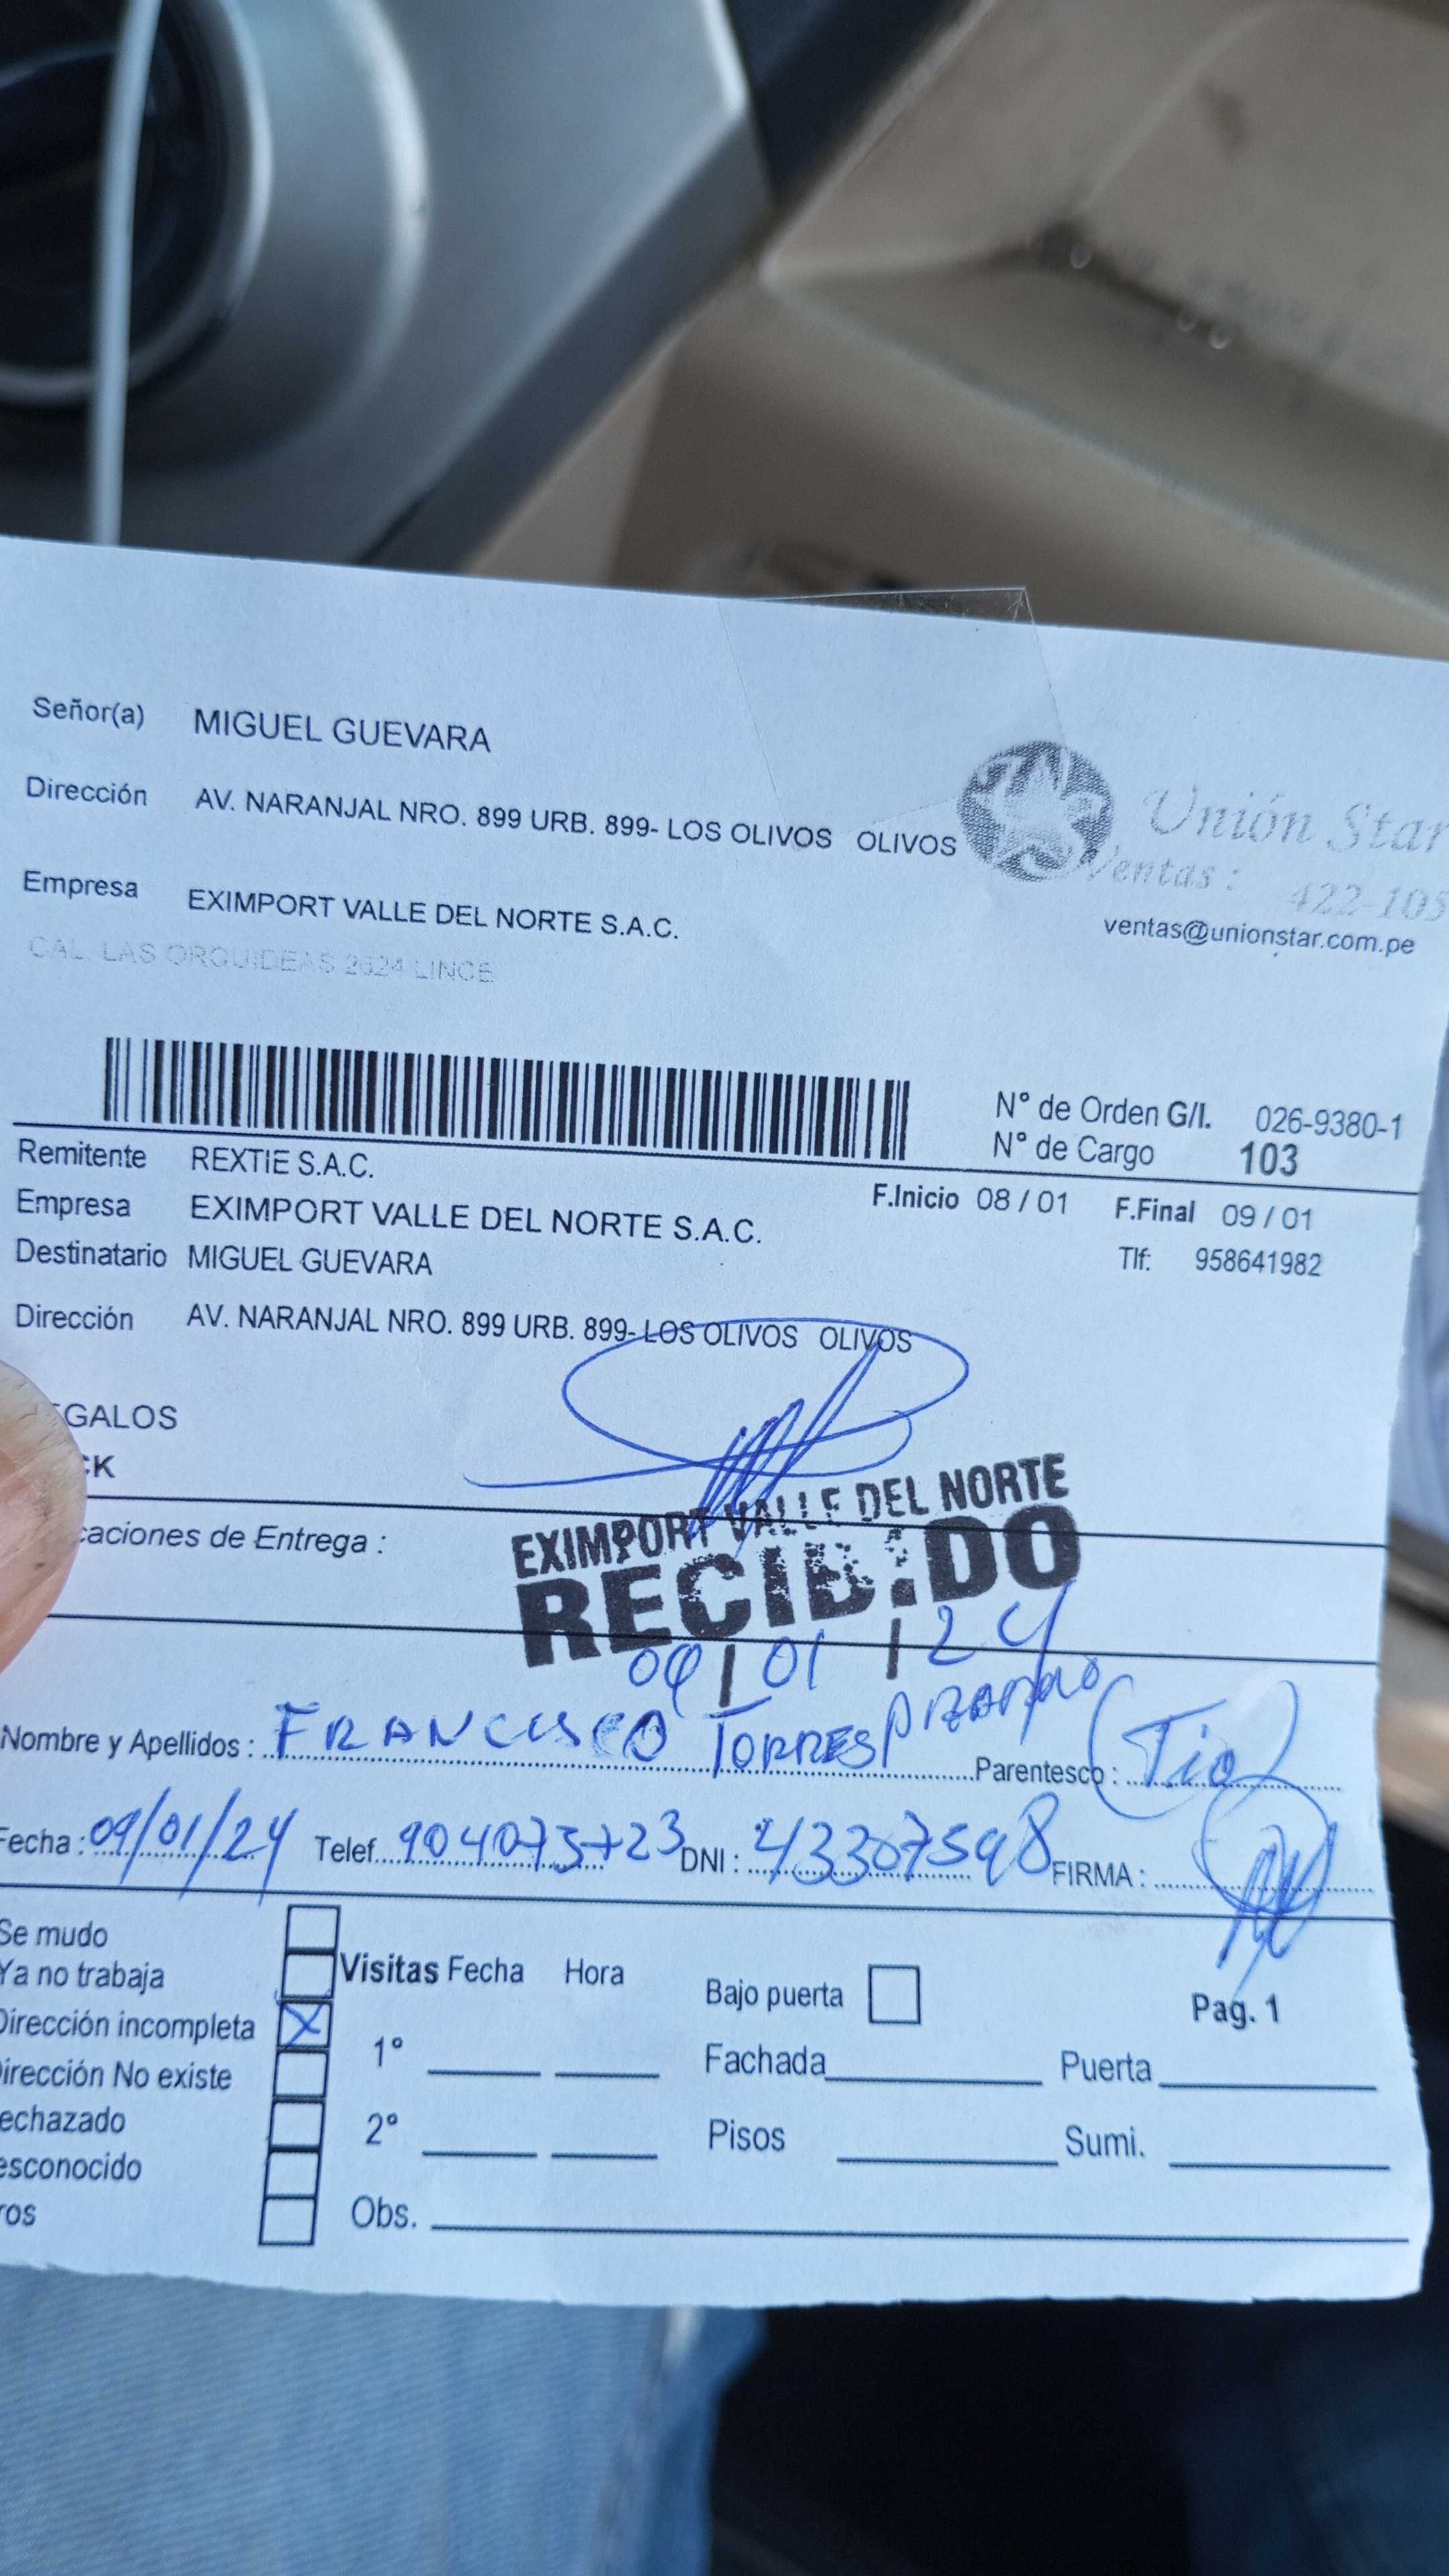 Señor(a) MIGUEL GUEVARA
Dirección AV. NARANJAL NRO. 899 URB. 899- LOS OLIVOS OLIVOS
Unión Star
Ventas : 422-105
Empresa EXIMPORT VALLE DEL NORTE S.A.C.
ventas@unionstar.com.pe
CAL. LAS ORQUIDEAS 2624 LINCE
N° de Orden G/I. 026-9380-1
N° de Cargo 103
Remitente REXTIE S.A.C.
F.Inicio 08 / 01 F.Final 09 / 01
Empresa EXIMPORT VALLE DEL NORTE S.A.C.
Destinatario MIGUEL GUEVARA
Tlf: 958641982
Dirección AV. NARANJAL NRO. 899 URB. 899- LOS OLIVOS OLIVOS
GALOS
CK
caciones de Entrega :
EXIMPORT VALLE DEL NORTE
RECIBIDO
09 | 01 | 24
Nombre y Apellidos : FRANCISCO TORRES Parentesco : (Tio)
Fecha : 09/01/24 Telef. DNI : 43307598 FIRMA :
Se mudo
Ya no trabaja
Visitas Fecha Hora
Bajo puerta
Pag. 1
Dirección incompleta X
1° Fachada Puerta
irección No existe
echazado
2° Pisos Sumi.
esconocido
ros
Obs.